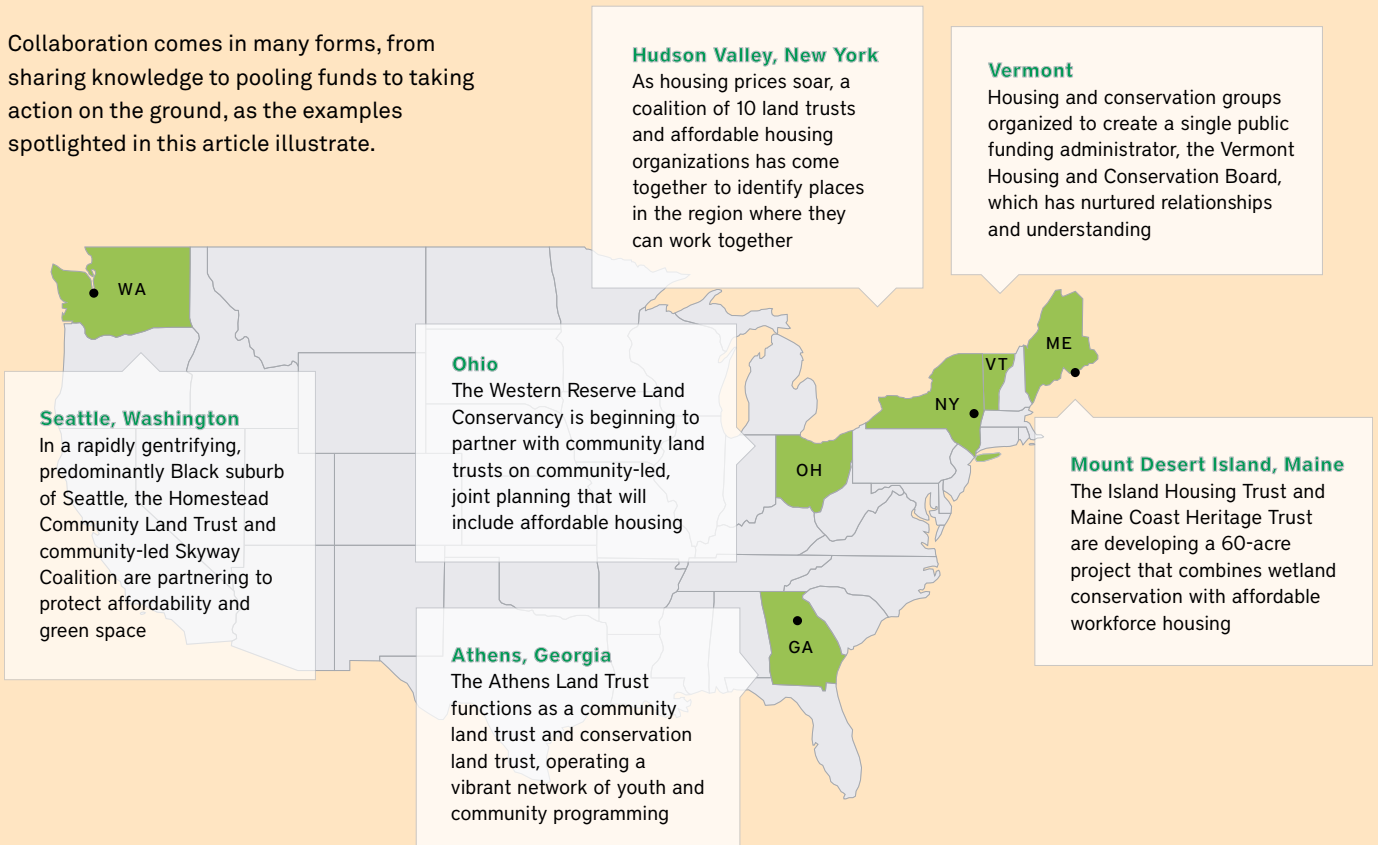 Collaboration comes in many forms, from
sharing knowledge to pooling funds to taking
action on the ground, as the examples
spotlighted in this article illustrate.
Hudson Valley, New York
As housing prices soar, a
coalition of 10 land trusts
and affordable housing
organizations has come
together to identify places
in the region where they
can work together
Vermont
Housing and conservation groups
organized to create a single public
funding administrator, the Vermont
Housing and Conservation Board,
which has nurtured relationships
and understanding
WA
ME
VT
NY
OH
GA
Seattle, Washington
In a rapidly gentrifying,
predominantly Black suburb
of Seattle, the Homestead
Community Land Trust and
community-led Skyway
Coalition are partnering to
protect affordability and
green space
Ohio
The Western Reserve Land
Conservancy is beginning to
partner with community land
trusts on community-led,
joint planning that will
include affordable housing
Mount Desert Island, Maine
The Island Housing Trust and
Maine Coast Heritage Trust
are developing a 60-acre
project that combines wetland
conservation with affordable
workforce housing
Athens, Georgia
The Athens Land Trust
functions as a community
land trust and conservation
land trust, operating a
vibrant network of youth and
community programming